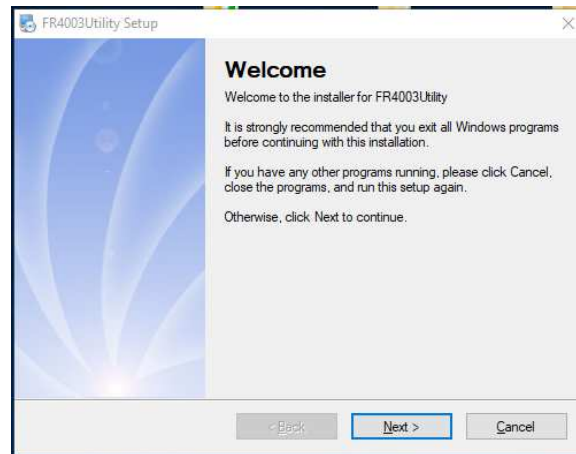 FR4003Utility Setup
Welcome
Welcome to the installer for FR4003Utility
It is strongly recommended that you exit all Windows programs
before continuing with this installation.
If you have any other programs running, please click Cancel,
close the programs, and run this setup again.
Otherwise, click Next to continue.
< Back
Next >
Cancel